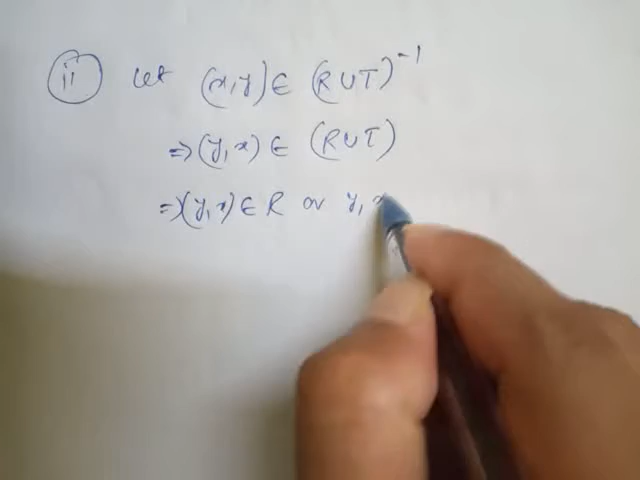 ii Let (x,y) ∈ (R∪T)⁻¹
⇒ (y,x) ∈ (R∪T)
⇒ (y,x) ∈ R or y, x